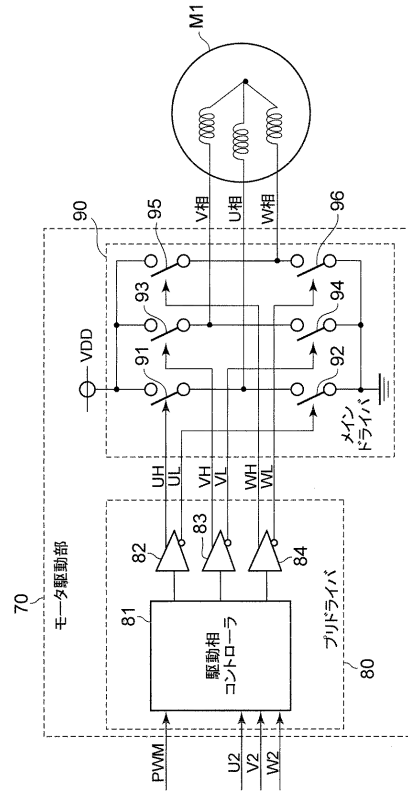 70
モータ駆動部
PWM
U2
V2
W2
81
駆動相
コントローラ
プリドライバ
80
82
83
84
UH
UL
VH
VL
WH
WL
90
VDD
91
93
95
92
94
96
メイン
ドライバ
V相
U相
W相
M1